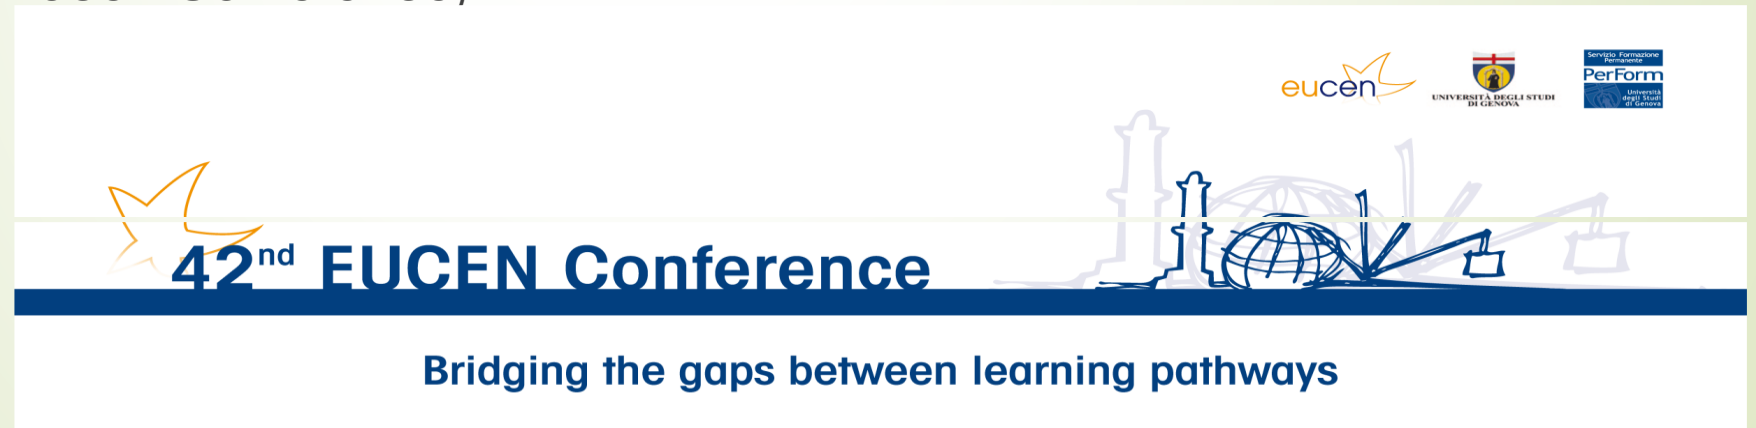 eucen
UNIVERSITÀ DEGLI STUDI
DI GENOVA
Servizio Formazione
Permanente
PerForm
Università
degli Studi
di Genova
42nd EUCEN Conference
Bridging the gaps between learning pathways